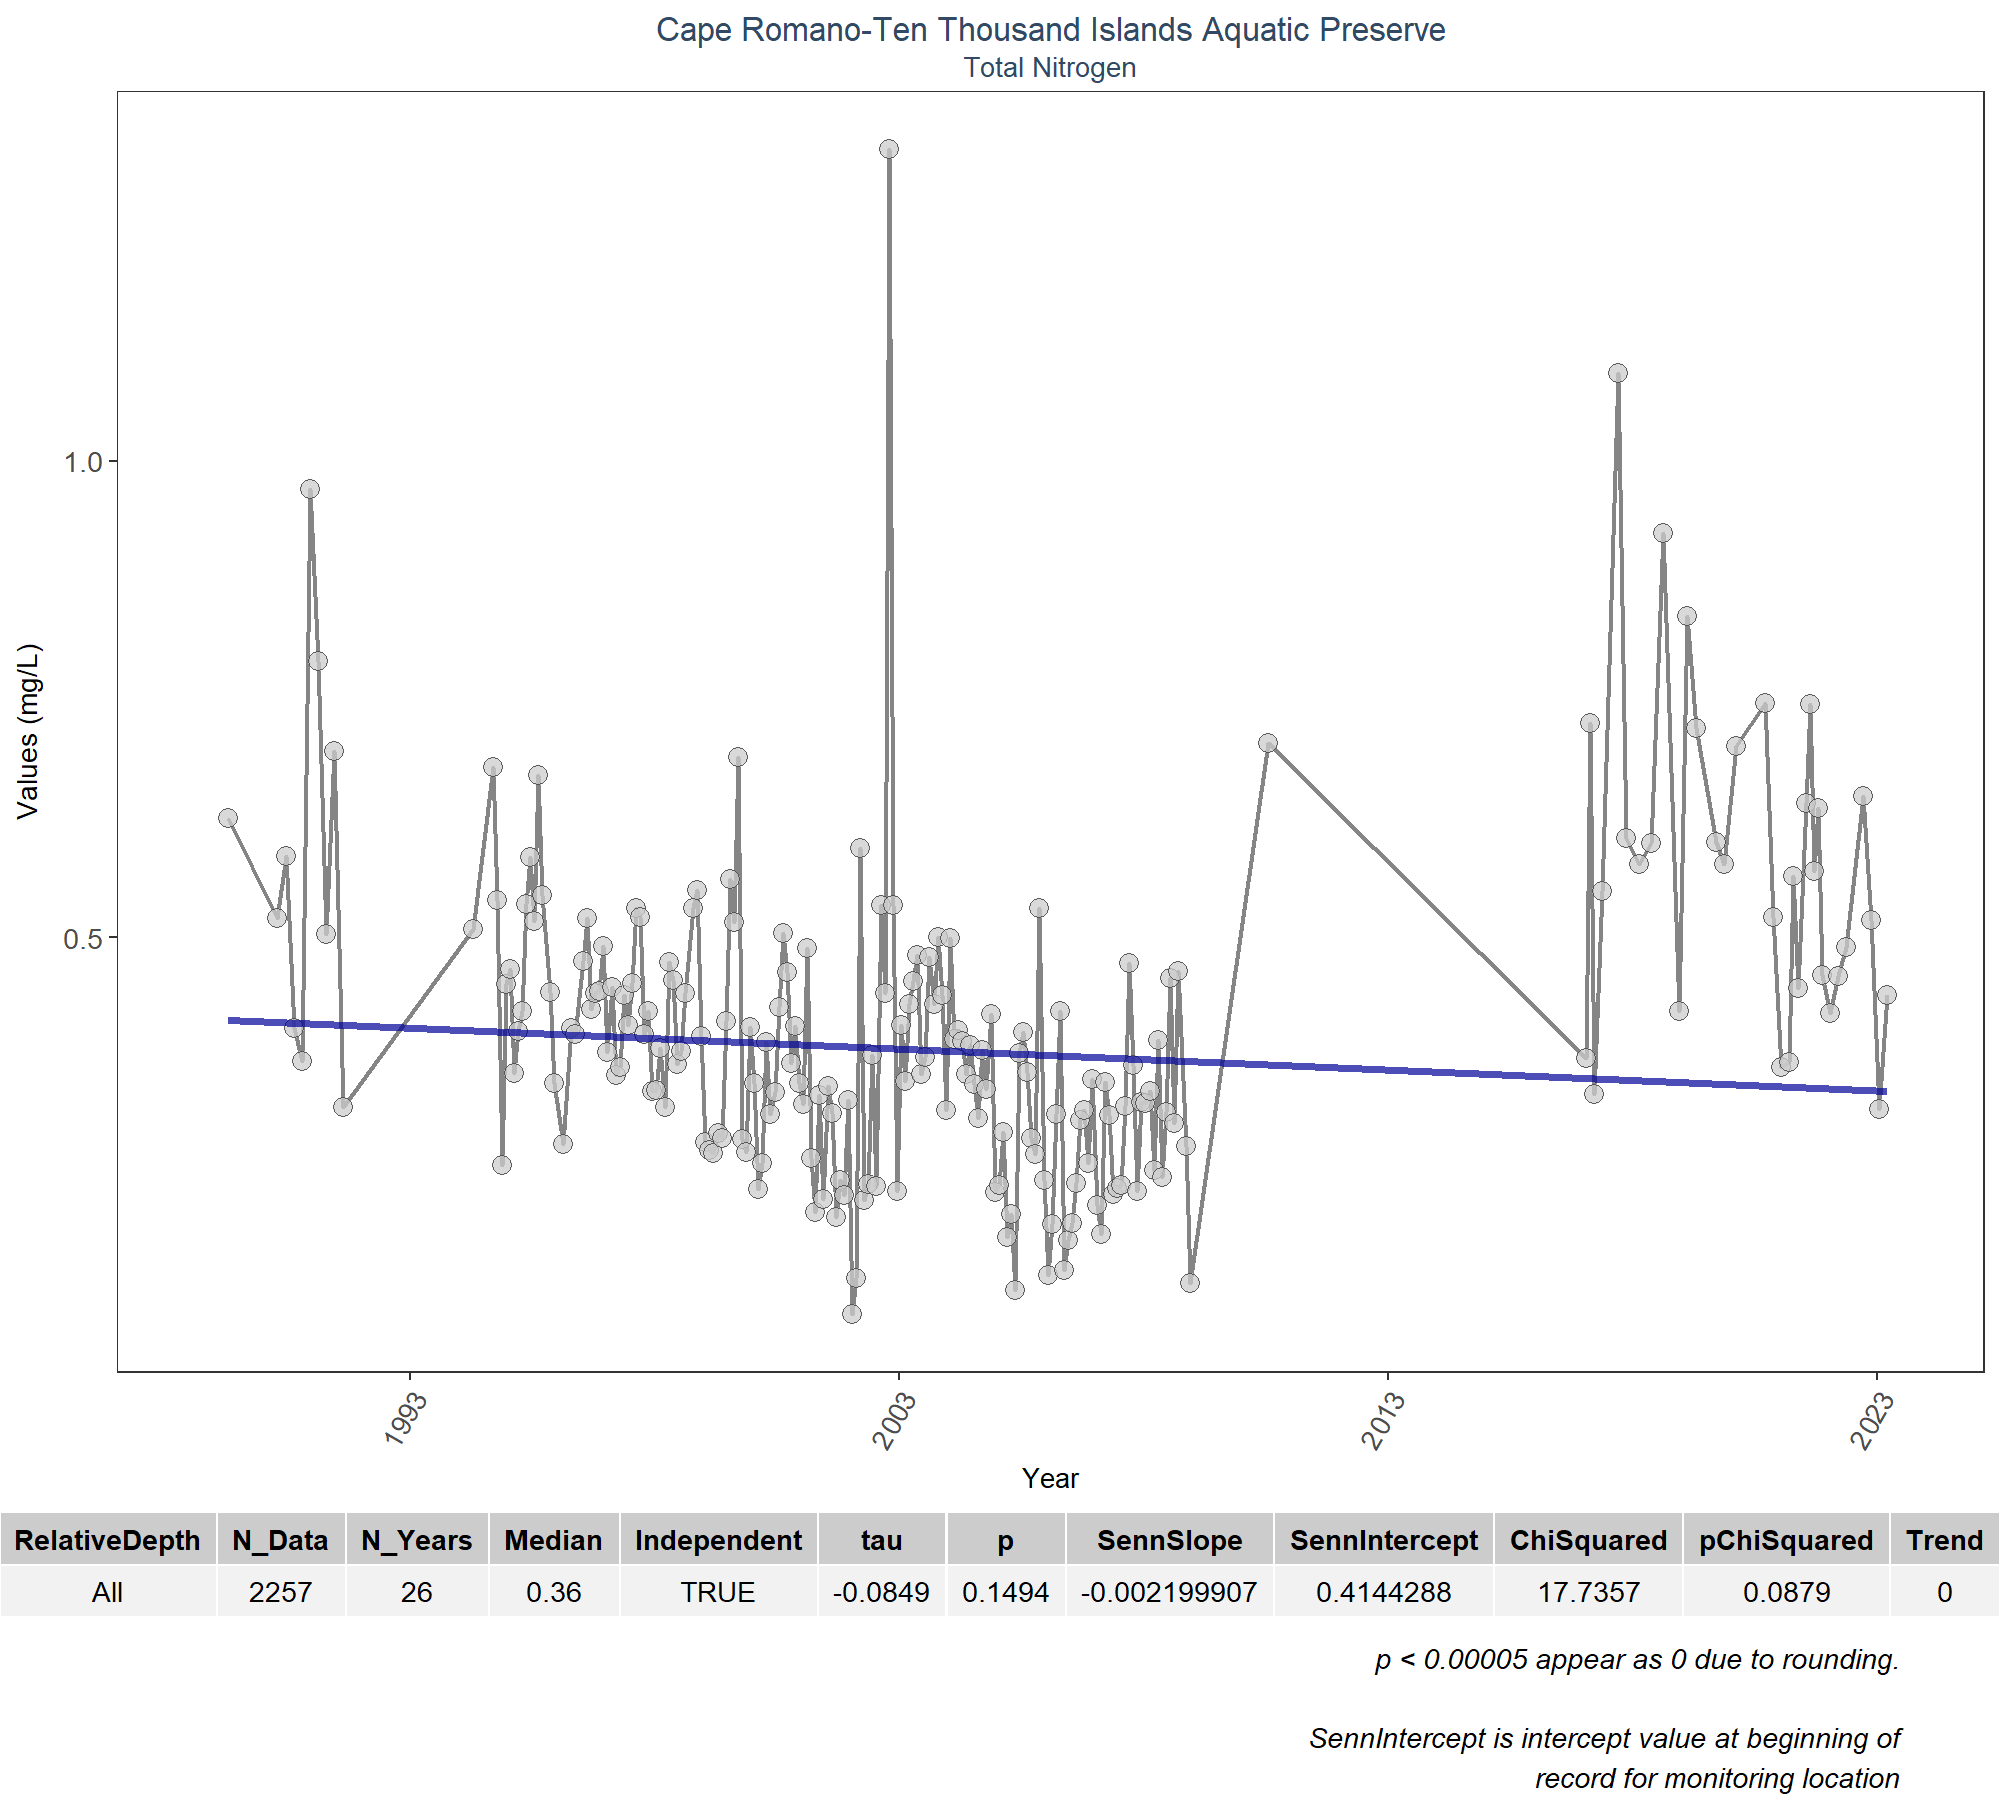 Cape Romano-Ten Thousand Islands Aquatic Preserve
Total Nitrogen
Values (mg/L)
1.0
0.5
1993
2003
2013
2023
Year
RelativeDepth N_Data N_Years Median Independent tau p SennSlope SennIntercept ChiSquared pChiSquared Trend
All 2257 26 0.36 TRUE -0.0849 0.1494 -0.002199907 0.4144288 17.7357 0.0879 0
p < 0.00005 appear as 0 due to rounding.
SennIntercept is intercept value at beginning of
record for monitoring location